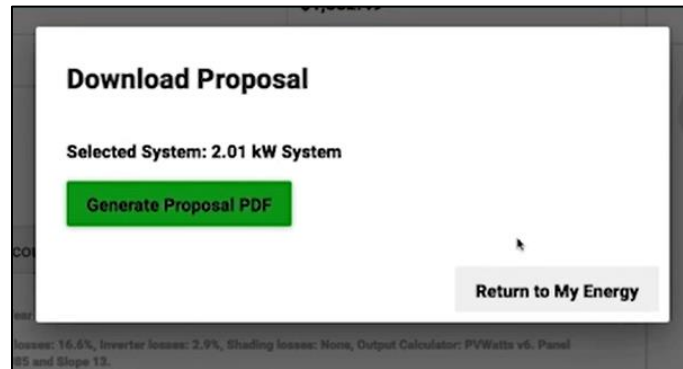 Download Proposal
Selected System: 2.01 kW System
Generate Proposal PDF
Return to My Energy
losses: 16.6%, Inverter losses: 2.9%, Shading losses: None, Output Calculator: PVWatts v6. Panel
and Slope 13.